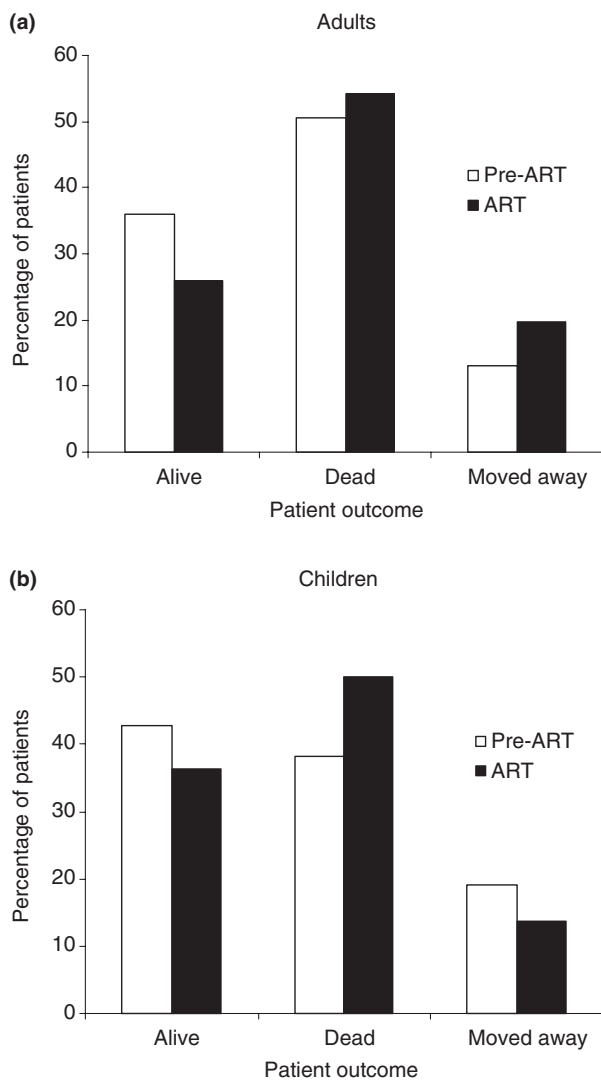 (a)
Adults
60
50
40
30
20
10
0
Percentage of patients
Pre-ART
ART
Alive
Dead
Moved away
Patient outcome
(b)
Children
60
50
40
30
20
10
0
Percentage of patients
Pre-ART
ART
Alive
Dead
Moved away
Patient outcome